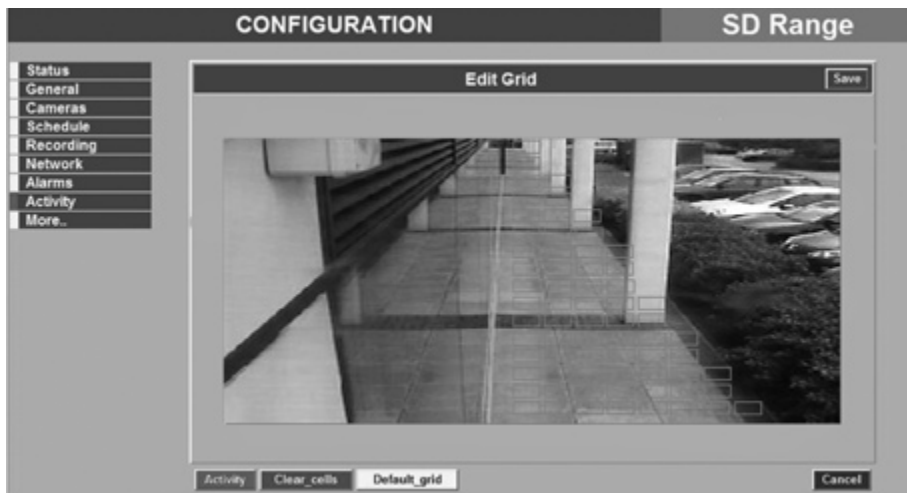 CONFIGURATION
SD Range
Status
General
Cameras
Schedule
Recording
Network
Alarms
Activity
More..
Edit Grid
Save
Activity
Clear_cells
Default_grid
Cancel